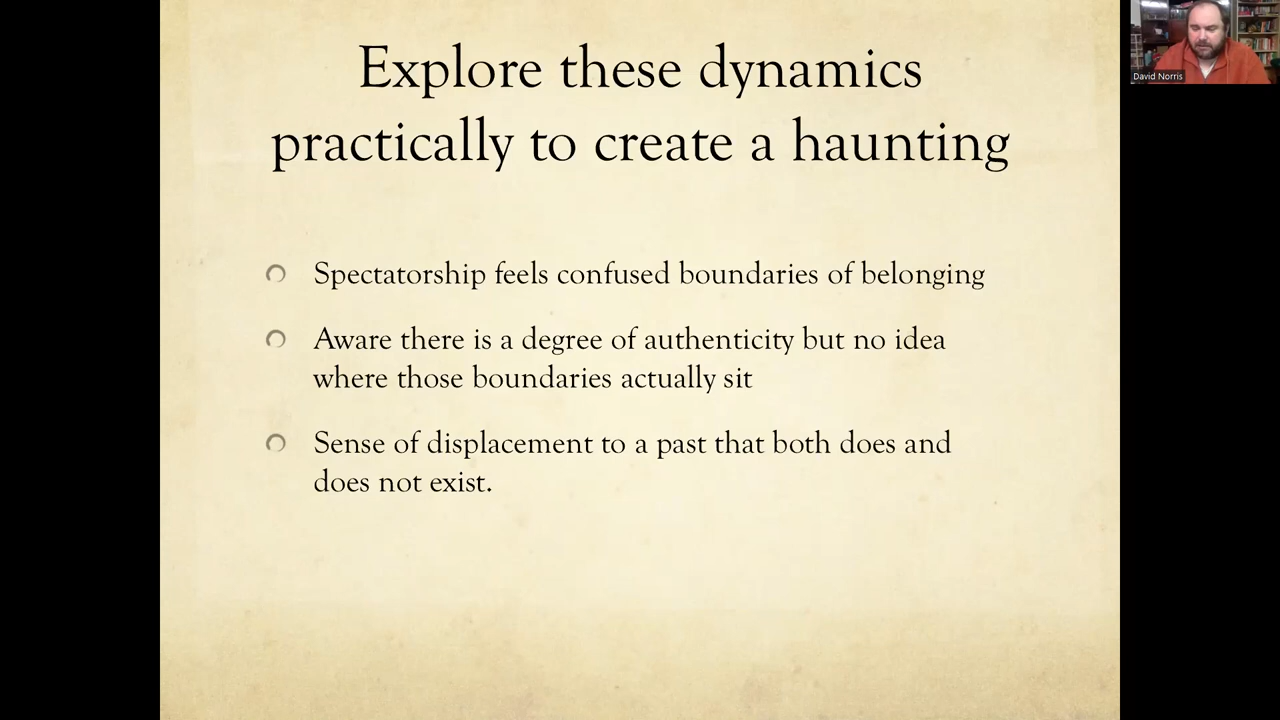 Explore these dynamics
practically to create a haunting
Spectatorship feels confused boundaries of belonging
Aware there is a degree of authenticity but no idea
where those boundaries actually sit
Sense of displacement to a past that both does and
does not exist.
David Norris